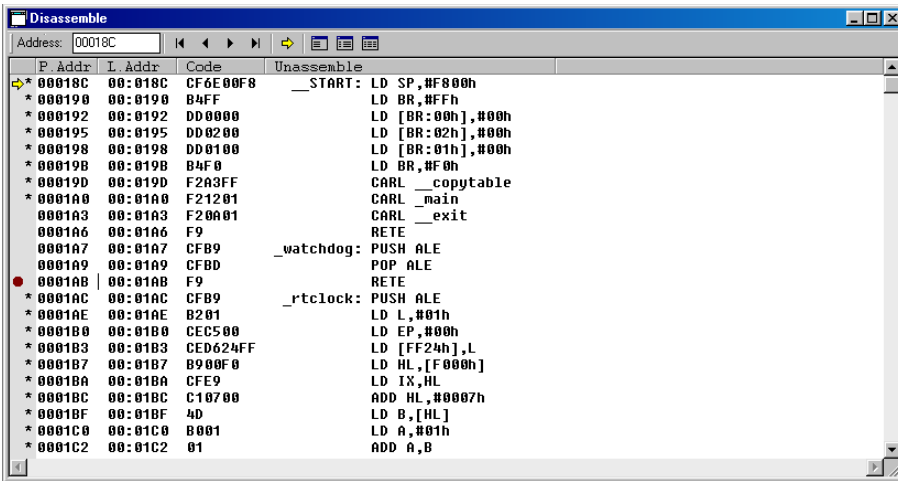 Disassemble
Address: 00018C
P.Addr L.Addr Code Unassemble
* 00018C 00:018C CF6E00F8 __START: LD SP,#F800h
* 000190 00:0190 B4FF LD BR,#FFh
* 000192 00:0192 DD0000 LD [BR:00h],#00h
* 000195 00:0195 DD0200 LD [BR:02h],#00h
* 000198 00:0198 DD0100 LD [BR:01h],#00h
* 00019B 00:019B B4F0 LD BR,#F0h
* 00019D 00:019D F2A3FF CARL __copytable
* 0001A0 00:01A0 F21201 CARL _main
0001A3 00:01A3 F20A01 CARL __exit
0001A6 00:01A6 F9 RETE
0001A7 00:01A7 CFB9 _watchdog: PUSH ALE
0001A9 00:01A9 CFBD POP ALE
0001AB 00:01AB F9 RETE
* 0001AC 00:01AC CFB9 _rtclock: PUSH ALE
* 0001AE 00:01AE B201 LD L,#01h
* 0001B0 00:01B0 CEC500 LD EP,#00h
* 0001B3 00:01B3 CED624FF LD [FF24h],L
* 0001B7 00:01B7 B900F0 LD HL,[F000h]
* 0001BA 00:01BA CFE9 LD IX,HL
* 0001BC 00:01BC C10700 ADD HL,#0007h
* 0001BF 00:01BF 4D LD B,[HL]
* 0001C0 00:01C0 B001 LD A,#01h
* 0001C2 00:01C2 01 ADD A,B